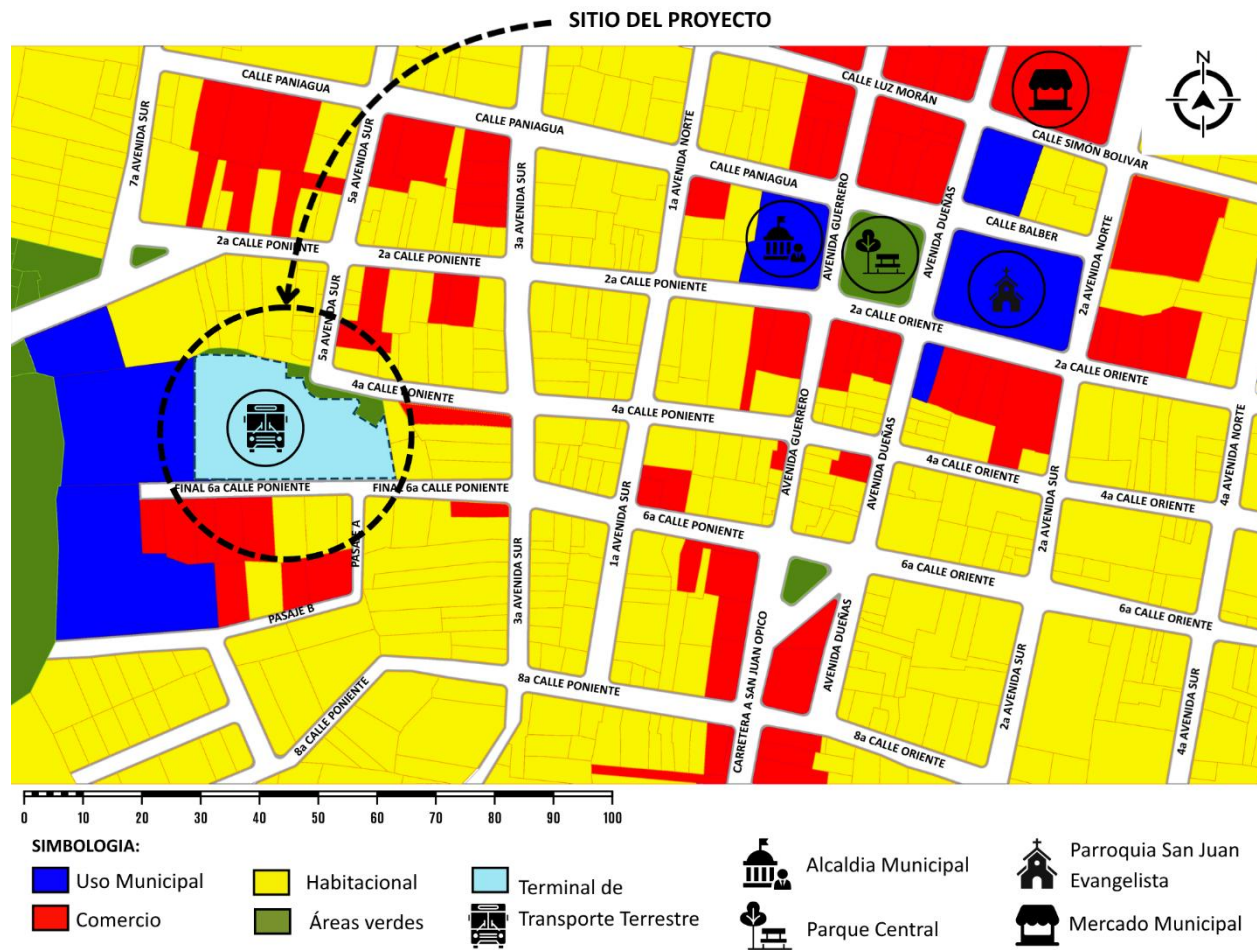 SITIO DEL PROYECTO
N
CALLE PANIAGUA
CALLE LUZ MORÁN
CALLE PANIAGUA
CALLE SIMÓN BOLIVAR
7a AVENIDA SUR
5a AVENIDA SUR
3a AVENIDA SUR
1a AVENIDA NORTE
CALLE PANIAGUA
AVENIDA GUERRERO
AVENIDA DUEÑAS
CALLE BALBER
2a AVENIDA NORTE
2a CALLE PONIENTE
2a CALLE PONIENTE
2a CALLE PONIENTE
2a CALLE ORIENTE
2a CALLE ORIENTE
5a AVENIDA SUR
4a CALLE PONIENTE
4a CALLE PONIENTE
AVENIDA GUERRERO
AVENIDA DUEÑAS
4a CALLE ORIENTE
4a CALLE ORIENTE
4a AVENIDA NORTE
FINAL 6a CALLE PONIENTE
FINAL 6a CALLE PONIENTE
PASAJE A
3a AVENIDA SUR
1a AVENIDA SUR
6a CALLE PONIENTE
2a AVENIDA SUR
6a CALLE ORIENTE
6a CALLE ORIENTE
PASAJE B
8a CALLE PONIENTE
8a CALLE PONIENTE
CARRETERA A SAN JUAN OPICO
AVENIDA DUEÑAS
8a CALLE ORIENTE
2a AVENIDA SUR
4a AVENIDA SUR
0 10 20 30 40 50 60 70 80 90 100
SIMBOLOGIA:
Uso Municipal
Comercio
Habitacional
Áreas verdes
Terminal de
Transporte Terrestre
Alcaldia Municipal
Parque Central
Parroquia San Juan
Evangelista
Mercado Municipal